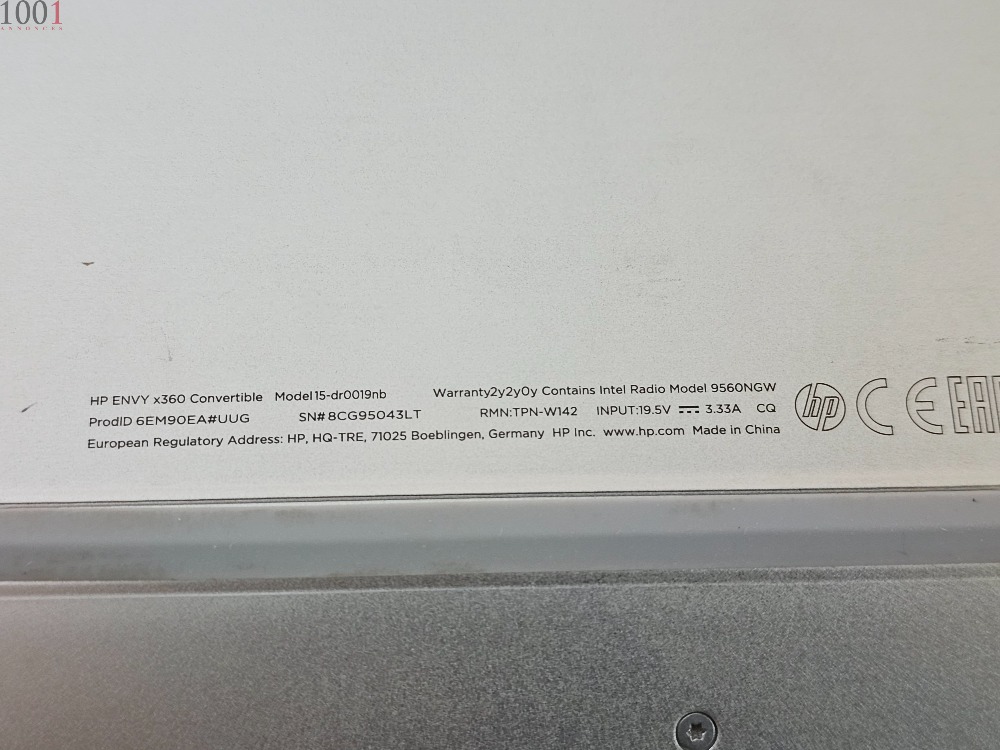 1001
ANNONCES
HP ENVY x360 Convertible Model15-dr0019nb Warranty2y2y0y Contains Intel Radio Model 9560NGW
ProdID 6EM90EA#UUG SN# 8CG95043LT RMN:TPN-W142 INPUT:19.5V 3.33A CQ
European Regulatory Address: HP, HQ-TRE, 71025 Boeblingen, Germany HP Inc. www.hp.com Made in China
hp CE EAC